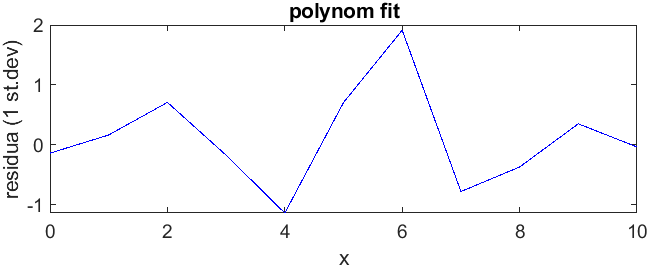 polynom fit
residua (1 st.dev)
2
1
0
-1
0 2 4 6 8 10
x